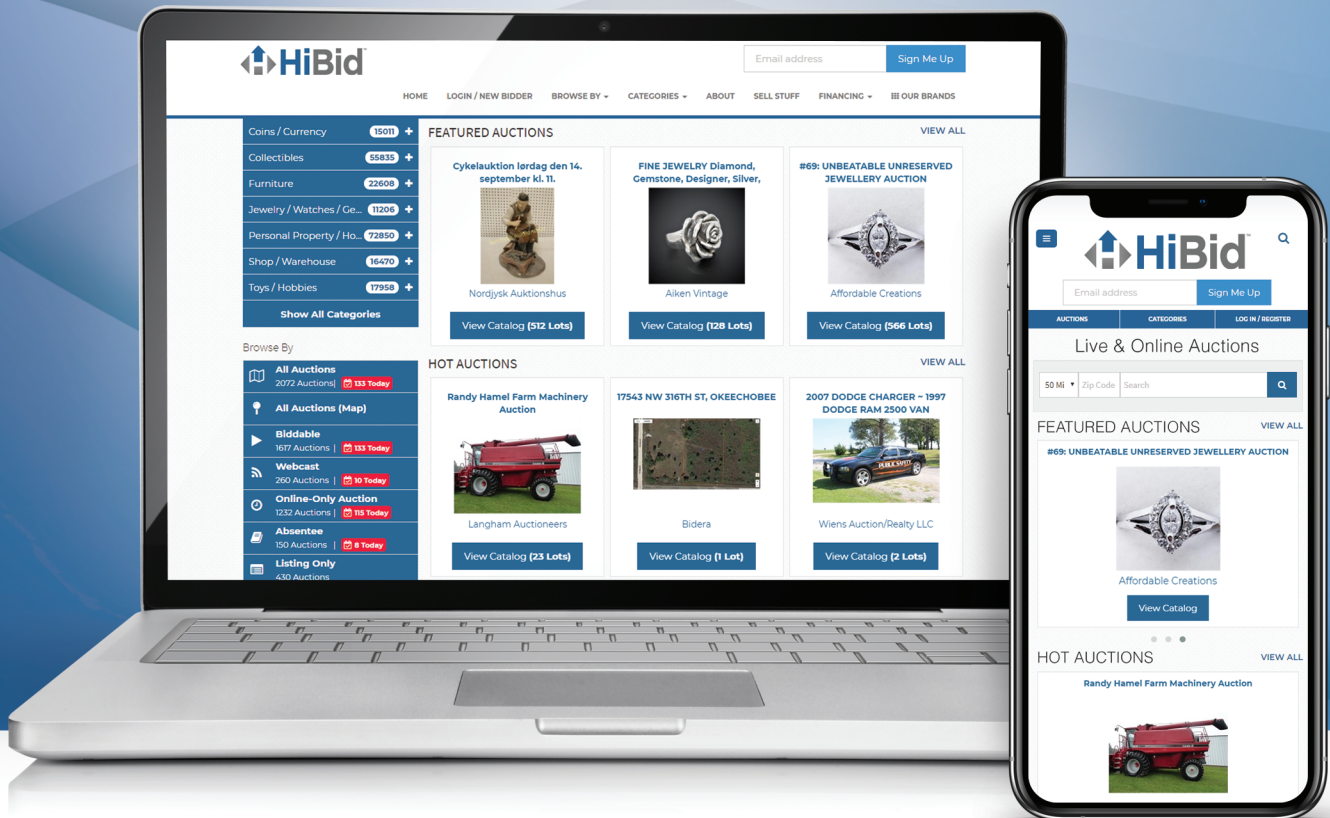 HiBid
Email address
Sign Me Up
HOME LOGIN / NEW BIDDER BROWSE BY CATEGORIES ABOUT SELL STUFF FINANCING OUR BRANDS
Coins / Currency 15011 +
Collectibles 55835 +
Furniture 22608 +
Jewelry / Watches / Ge... 11206 +
Personal Property / Ho... 72850 +
Shop / Warehouse 16470 +
Toys / Hobbies 17958 +
Show All Categories
Browse By
All Auctions
2072 Auctions| 133 Today
All Auctions (Map)
Biddable
1617 Auctions | 133 Today
Webcast
260 Auctions | 10 Today
Online-Only Auction
1232 Auctions | 115 Today
Absentee
150 Auctions | 8 Today
Listing Only
430 Auctions
FEATURED AUCTIONS
VIEW ALL
Cykelauktion lørdag den 14.
september kl. 11.
Nordjysk Auktionshus
View Catalog (512 Lots)
FINE JEWELRY Diamond,
Gemstone, Designer, Silver,
Aiken Vintage
View Catalog (128 Lots)
#69: UNBEATABLE UNRESERVED
JEWELLERY AUCTION
Affordable Creations
View Catalog (566 Lots)
HOT AUCTIONS
VIEW ALL
Randy Hamel Farm Machinery
Auction
Langham Auctioneers
View Catalog (23 Lots)
17543 NW 316TH ST, OKEECHOBEE
Bidera
View Catalog (1 Lot)
2007 DODGE CHARGER ~ 1997
DODGE RAM 2500 VAN
PUBLIC SAFETY
Wiens Auction/Realty LLC
View Catalog (2 Lots)
HiBid
Email address
Sign Me Up
AUCTIONS CATEGORIES LOG IN / REGISTER
Live & Online Auctions
50 Mi Zip Code Search
FEATURED AUCTIONS
VIEW ALL
#69: UNBEATABLE UNRESERVED JEWELLERY AUCTION
Affordable Creations
View Catalog
HOT AUCTIONS
VIEW ALL
Randy Hamel Farm Machinery Auction